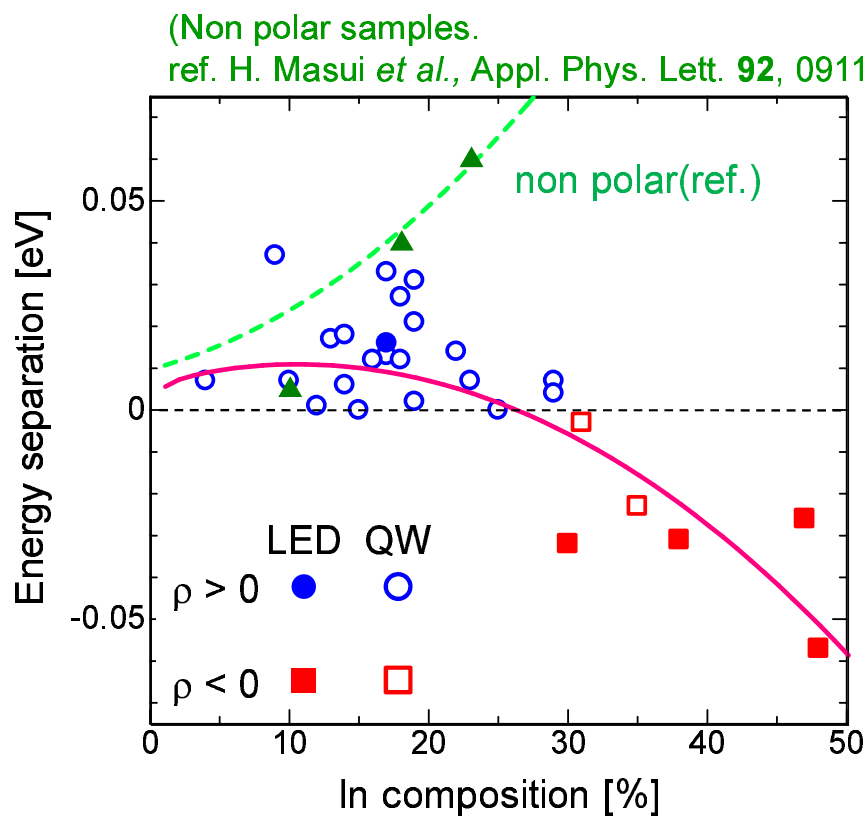 (Non polar samples.
ref. H. Masui et al., Appl. Phys. Lett. 92, 0911
non polar(ref.)
0.05
0
-0.05
Energy separation [eV]
LED QW
ρ > 0
ρ < 0
0 10 20 30 40 50
In composition [%]